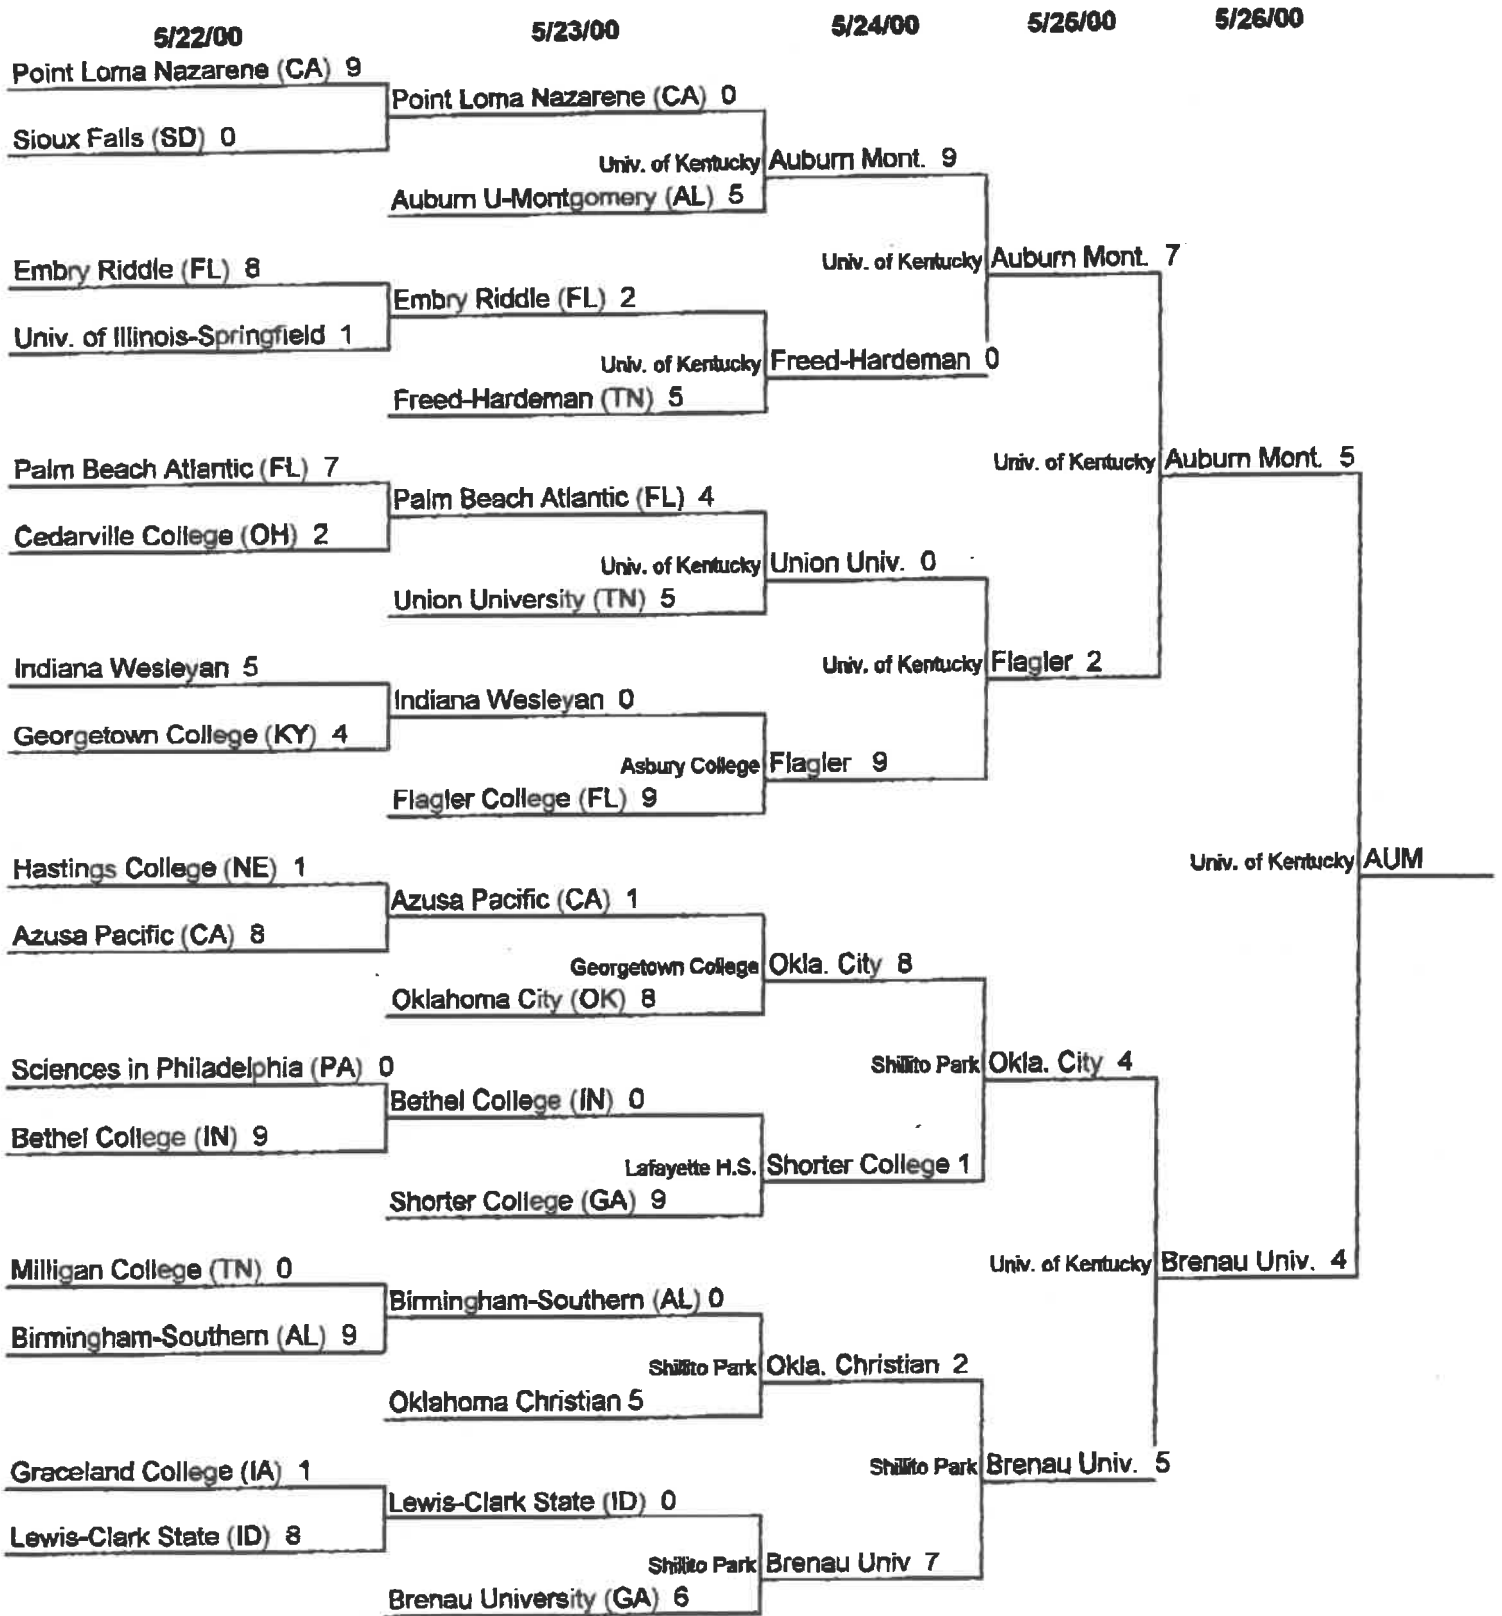 5/22/00 5/23/00 5/24/00 5/25/00 5/26/00
Point Loma Nazarene (CA) 9
Point Loma Nazarene (CA) 0
Sioux Falls (SD) 0
Univ. of Kentucky Auburn Mont. 9
Auburn U-Montgomery (AL) 5
Univ. of Kentucky Auburn Mont. 7
Embry Riddle (FL) 8
Embry Riddle (FL) 2
Univ. of Illinois-Springfield 1
Univ. of Kentucky Freed-Hardeman 0
Freed-Hardeman (TN) 5
Univ. of Kentucky Auburn Mont. 5
Palm Beach Atlantic (FL) 7
Palm Beach Atlantic (FL) 4
Cedarville College (OH) 2
Univ. of Kentucky Union Univ. 0
Union University (TN) 5
Univ. of Kentucky Flagler 2
Indiana Wesleyan 5
Indiana Wesleyan 0
Georgetown College (KY) 4
Asbury College Flagler 9
Flagler College (FL) 9
Univ. of Kentucky AUM
Hastings College (NE) 1
Azusa Pacific (CA) 1
Azusa Pacific (CA) 8
Georgetown College Okla. City 8
Oklahoma City (OK) 8
Shillito Park Okla. City 4
Sciences in Philadelphia (PA) 0
Bethel College (IN) 0
Bethel College (IN) 9
Lafayette H.S. Shorter College 1
Shorter College (GA) 9
Univ. of Kentucky Brenau Univ. 4
Milligan College (TN) 0
Birmingham-Southern (AL) 0
Birmingham-Southern (AL) 9
Shillito Park Okla. Christian 2
Oklahoma Christian 5
Shillito Park Brenau Univ. 5
Graceland College (IA) 1
Lewis-Clark State (ID) 0
Lewis-Clark State (ID) 8
Shillito Park Brenau Univ 7
Brenau University (GA) 6